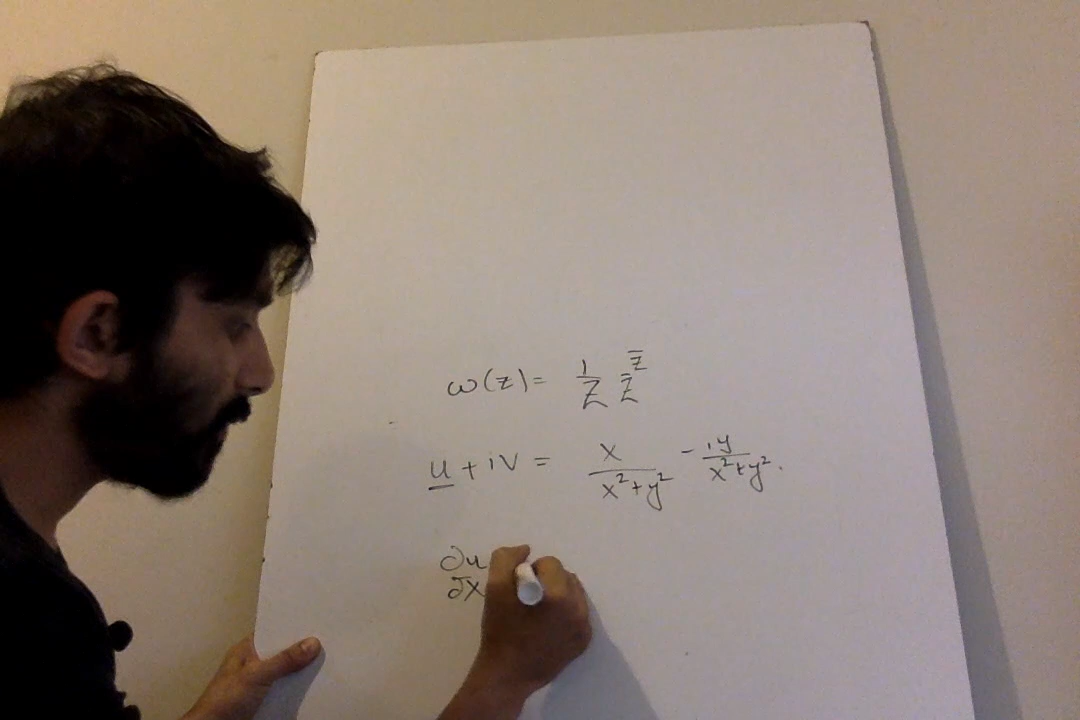 ω(z) = 1/z z̄/z̄
u + iv = x/(x²+y²) - iy/(x²+y²).
∂u/∂x